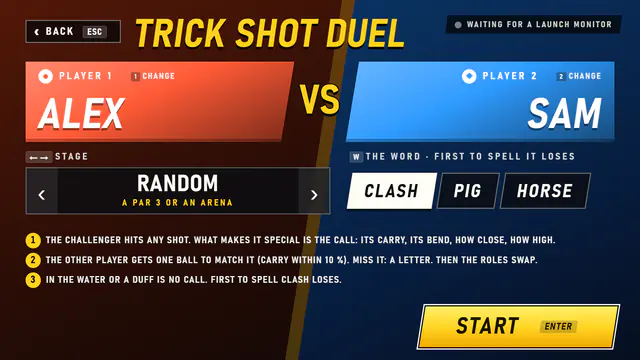 ‹ BACK ESC
TRICK SHOT DUEL
WAITING FOR A LAUNCH MONITOR
PLAYER 1 1 CHANGE
ALEX
VS
PLAYER 2 2 CHANGE
SAM
←→ STAGE
‹ RANDOM ›
A PAR 3 OR AN ARENA
W THE WORD · FIRST TO SPELL IT LOSES
CLASH PIG HORSE
1 THE CHALLENGER HITS ANY SHOT. WHAT MAKES IT SPECIAL IS THE CALL: ITS CARRY, ITS BEND, HOW CLOSE, HOW HIGH.
2 THE OTHER PLAYER GETS ONE BALL TO MATCH IT (CARRY WITHIN 10 %). MISS IT: A LETTER. THEN THE ROLES SWAP.
3 IN THE WATER OR A DUFF IS NO CALL. FIRST TO SPELL CLASH LOSES.
START ENTER